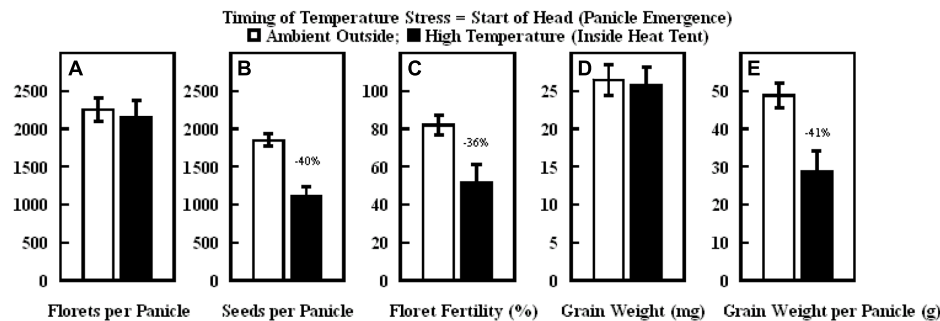 Timing of Temperature Stress = Start of Head (Panicle Emergence)
Ambient Outside; High Temperature (Inside Heat Tent)
A
2500
2000
1500
1000
500
0
Florets per Panicle
B
2500
2000
1500
1000
500
0
-40%
Seeds per Panicle
C
100
80
60
40
20
0
-36%
Floret Fertility (%)
D
25
20
15
10
5
0
Grain Weight (mg)
E
50
40
30
20
10
0
-41%
Grain Weight per Panicle (g)